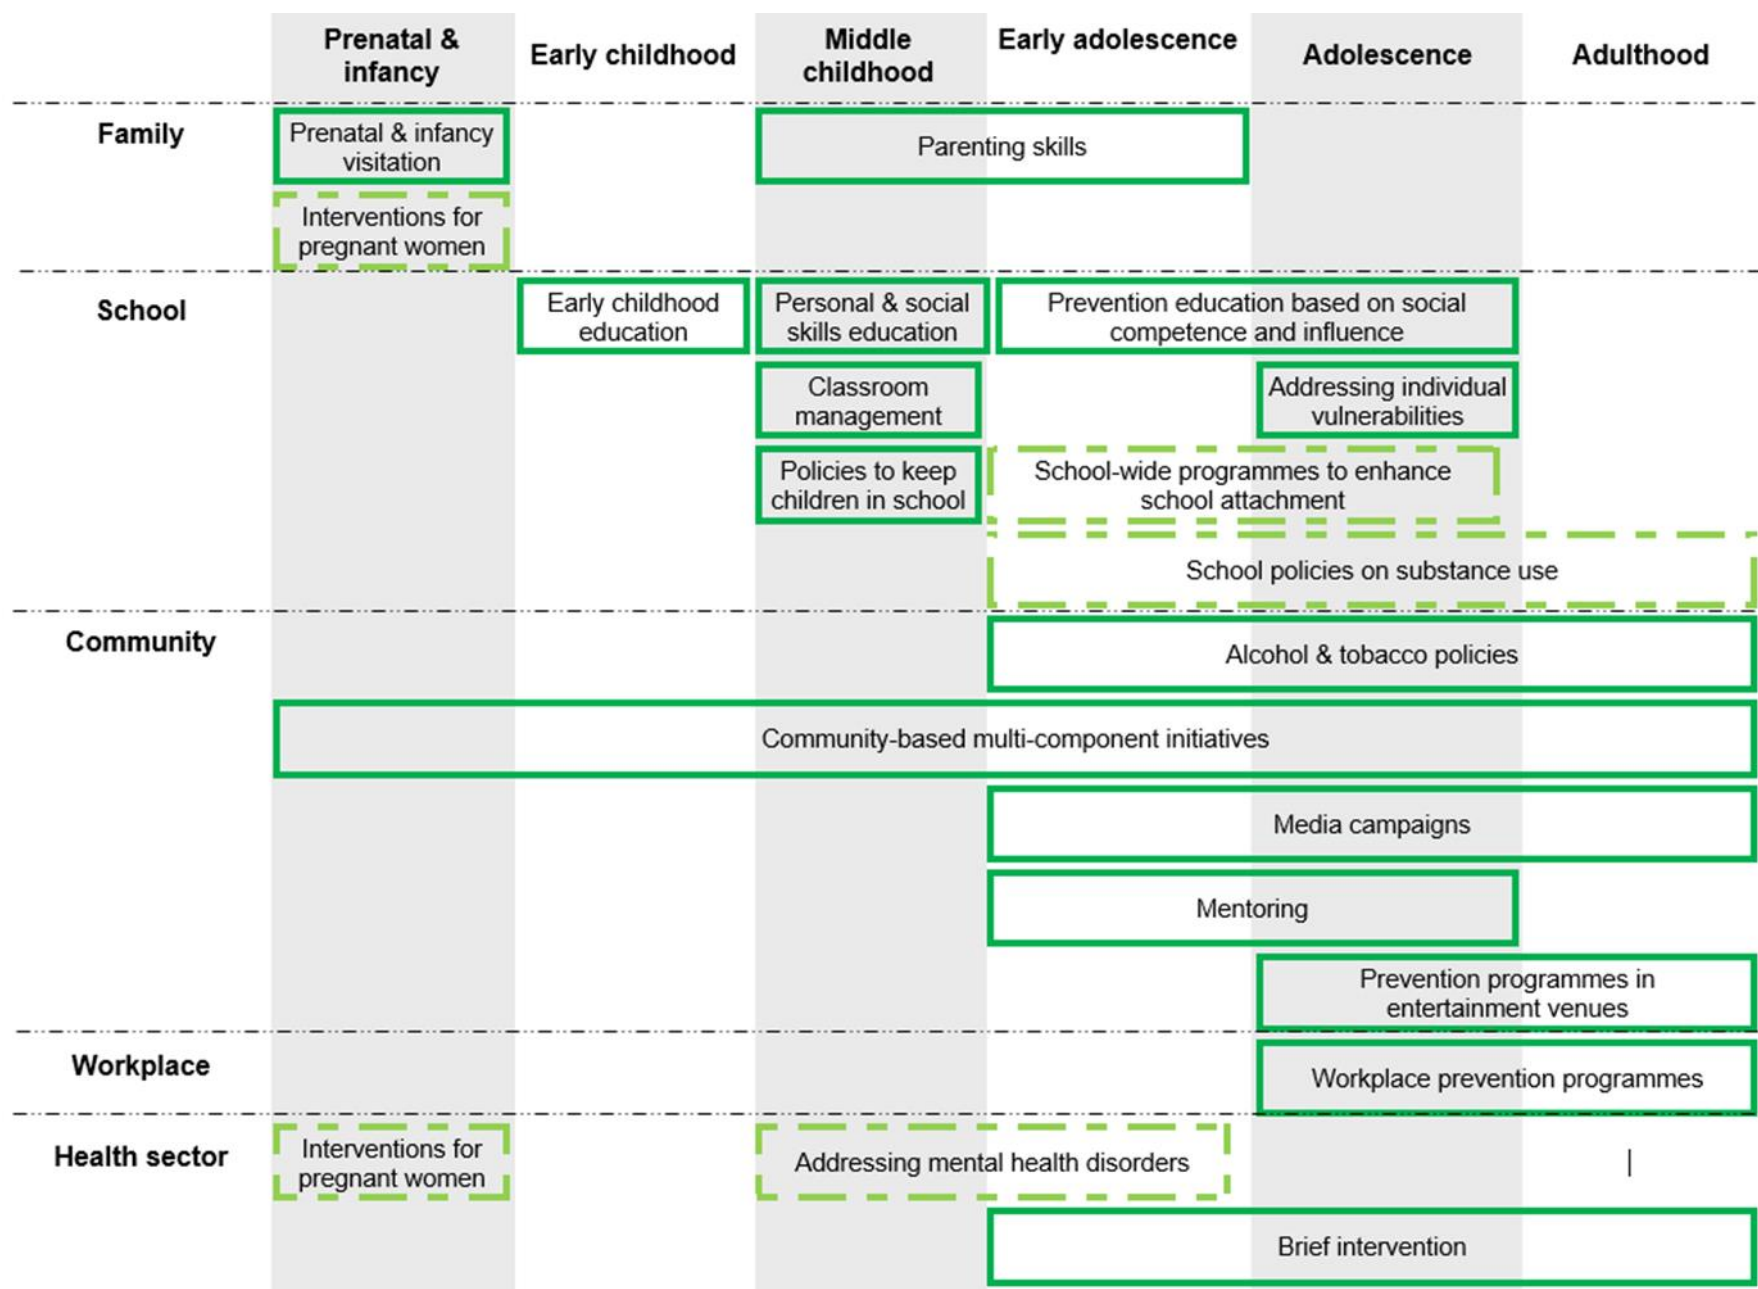 Prenatal &
infancy
Early childhood
Middle
childhood
Early adolescence
Adolescence
Adulthood
Family
Prenatal & infancy
visitation
Parenting skills
Interventions for
pregnant women
School
Early childhood
education
Personal & social
skills education
Prevention education based on social
competence and influence
Classroom
management
Addressing individual
vulnerabilities
Policies to keep
children in school
School-wide programmes to enhance
school attachment
School policies on substance use
Community
Alcohol & tobacco policies
Community-based multi-component initiatives
Media campaigns
Mentoring
Prevention programmes in
entertainment venues
Workplace
Workplace prevention programmes
Health sector
Interventions for
pregnant women
Addressing mental health disorders
|
Brief intervention